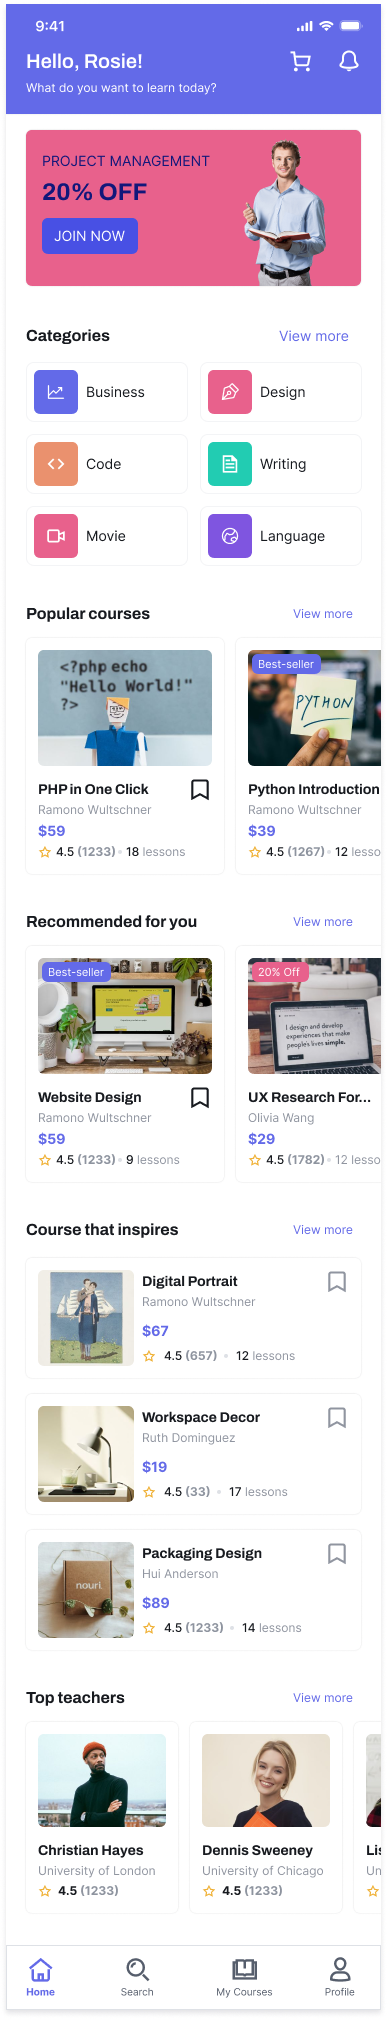 9:41
Hello, Rosie!
What do you want to learn today?
PROJECT MANAGEMENT
20% OFF
JOIN NOW
Categories
View more
Business
Design
Code
Writing
Movie
Language
Popular courses
View more
<?php echo
"Hello World!"
?>
PHP in One Click
Ramono Wultschner
$59
4.5 (1233) • 18 lessons
Best-seller
PYTHON
Python Introduction
Ramono Wultschner
$39
4.5 (1267) • 12 lesso
Recommended for you
View more
Best-seller
Website Design
Ramono Wultschner
$59
4.5 (1233) • 9 lessons
20% Off
I design and develop
experiences that make
peoples lives simple.
UX Research For...
Olivia Wang
$29
4.5 (1782) • 12 lesso
Course that inspires
View more
Digital Portrait
Ramono Wultschner
$67
4.5 (657) • 12 lessons
Workspace Decor
Ruth Dominguez
$19
4.5 (33) • 17 lessons
nouri
Packaging Design
Hui Anderson
$89
4.5 (1233) • 14 lessons
Top teachers
View more
Christian Hayes
University of London
4.5 (1233)
Dennis Sweeney
University of Chicago
4.5 (1233)
Lis
Un
Home
Search
My Courses
Profile